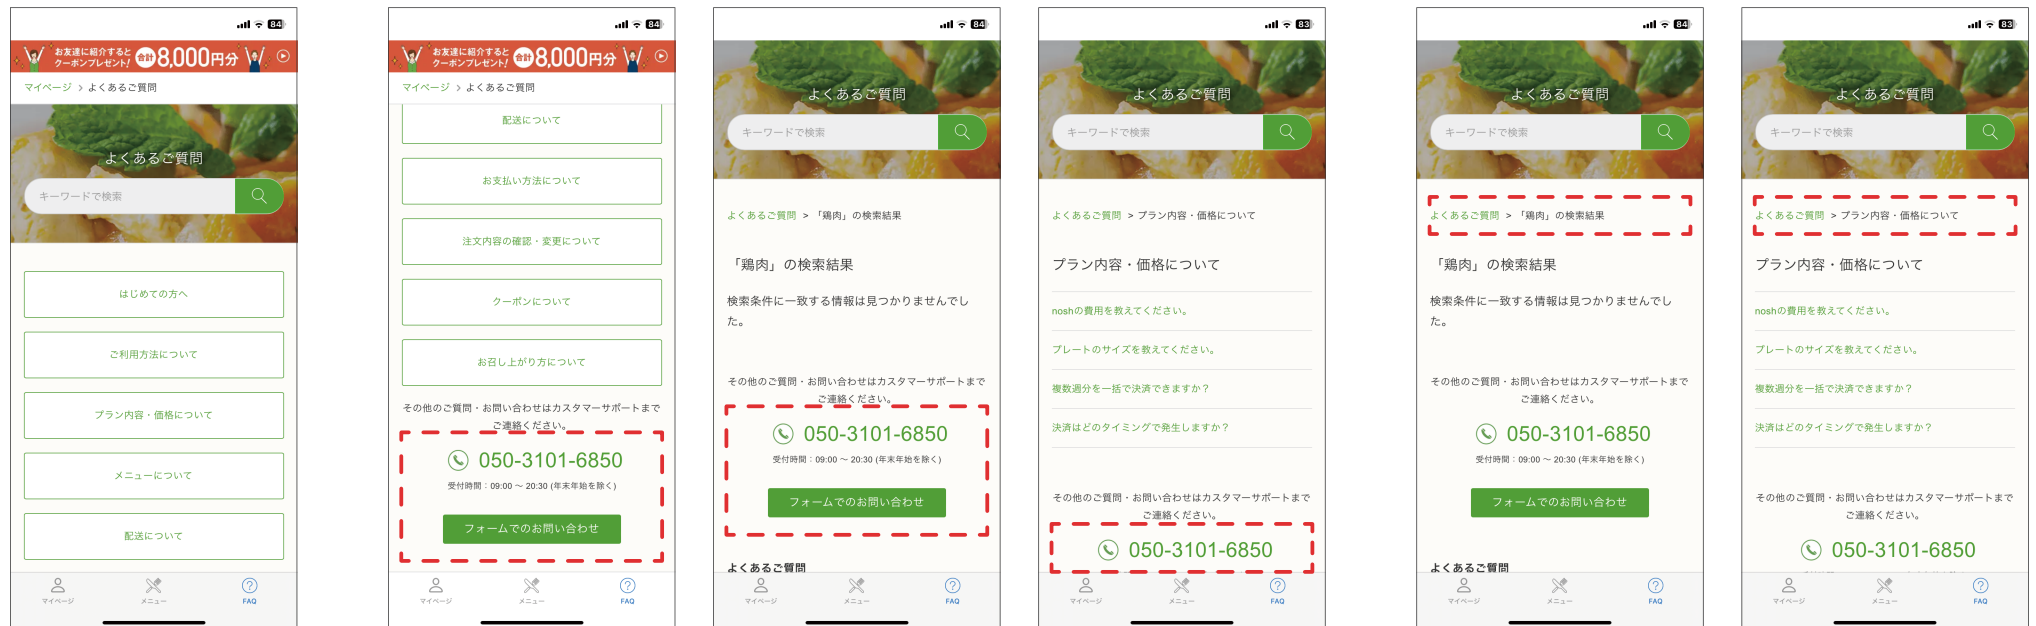 84
お友達に紹介すると
クーポンプレゼント!
合計8,000円分
マイページ > よくあるご質問
よくあるご質問
キーワードで検索
はじめての方へ
ご利用方法について
プラン内容・価格について
メニューについて
配送について
マイページ
メニュー
FAQ
84
お友達に紹介すると
クーポンプレゼント!
合計8,000円分
マイページ > よくあるご質問
配送について
お支払い方法について
注文内容の確認・変更について
クーポンについて
お召し上がり方について
その他のご質問・お問い合わせはカスタマーサポートまで
ご連絡ください。
050-3101-6850
受付時間：09:00 〜 20:30 (年末年始を除く)
フォームでのお問い合わせ
マイページ
メニュー
FAQ
84
よくあるご質問
キーワードで検索
よくあるご質問 > 「鶏肉」の検索結果
「鶏肉」の検索結果
検索条件に一致する情報は見つかりませんでし
た。
その他のご質問・お問い合わせはカスタマーサポートまで
ご連絡ください。
050-3101-6850
受付時間：09:00 〜 20:30 (年末年始を除く)
フォームでのお問い合わせ
よくあるご質問
マイページ
メニュー
FAQ
83
よくあるご質問
キーワードで検索
よくあるご質問 > プラン内容・価格について
プラン内容・価格について
noshの費用を教えてください。
プレートのサイズを教えてください。
複数週分を一括で決済できますか？
決済はどのタイミングで発生しますか？
その他のご質問・お問い合わせはカスタマーサポートまで
ご連絡ください。
050-3101-6850
マイページ
メニュー
FAQ
84
よくあるご質問
キーワードで検索
よくあるご質問 > 「鶏肉」の検索結果
「鶏肉」の検索結果
検索条件に一致する情報は見つかりませんでし
た。
その他のご質問・お問い合わせはカスタマーサポートまで
ご連絡ください。
050-3101-6850
受付時間：09:00 〜 20:30 (年末年始を除く)
フォームでのお問い合わせ
よくあるご質問
マイページ
メニュー
FAQ
83
よくあるご質問
キーワードで検索
よくあるご質問 > プラン内容・価格について
プラン内容・価格について
noshの費用を教えてください。
プレートのサイズを教えてください。
複数週分を一括で決済できますか？
決済はどのタイミングで発生しますか？
その他のご質問・お問い合わせはカスタマーサポートまで
ご連絡ください。
050-3101-6850
マイページ
メニュー
FAQ